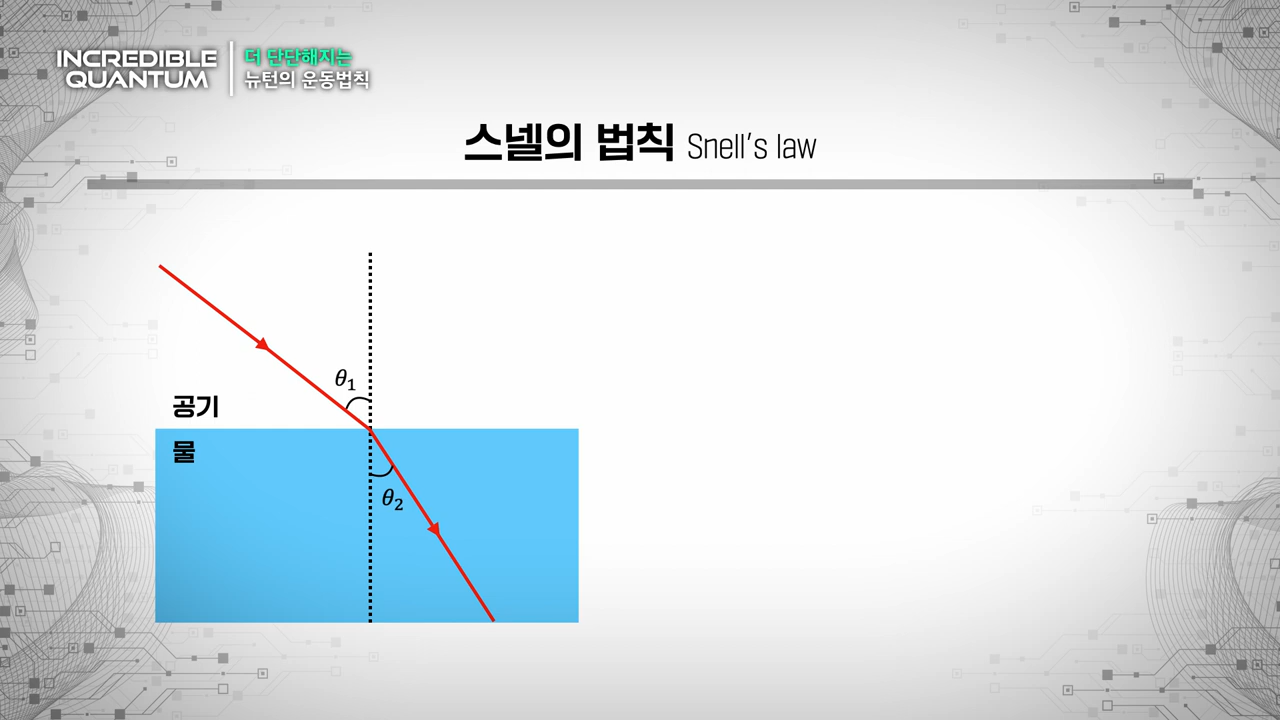 INCREDIBLE
QUANTUM
더 단단해지는
뉴턴의 운동법칙
스넬의 법칙 Snell's law
θ₁
공기
물
θ₂